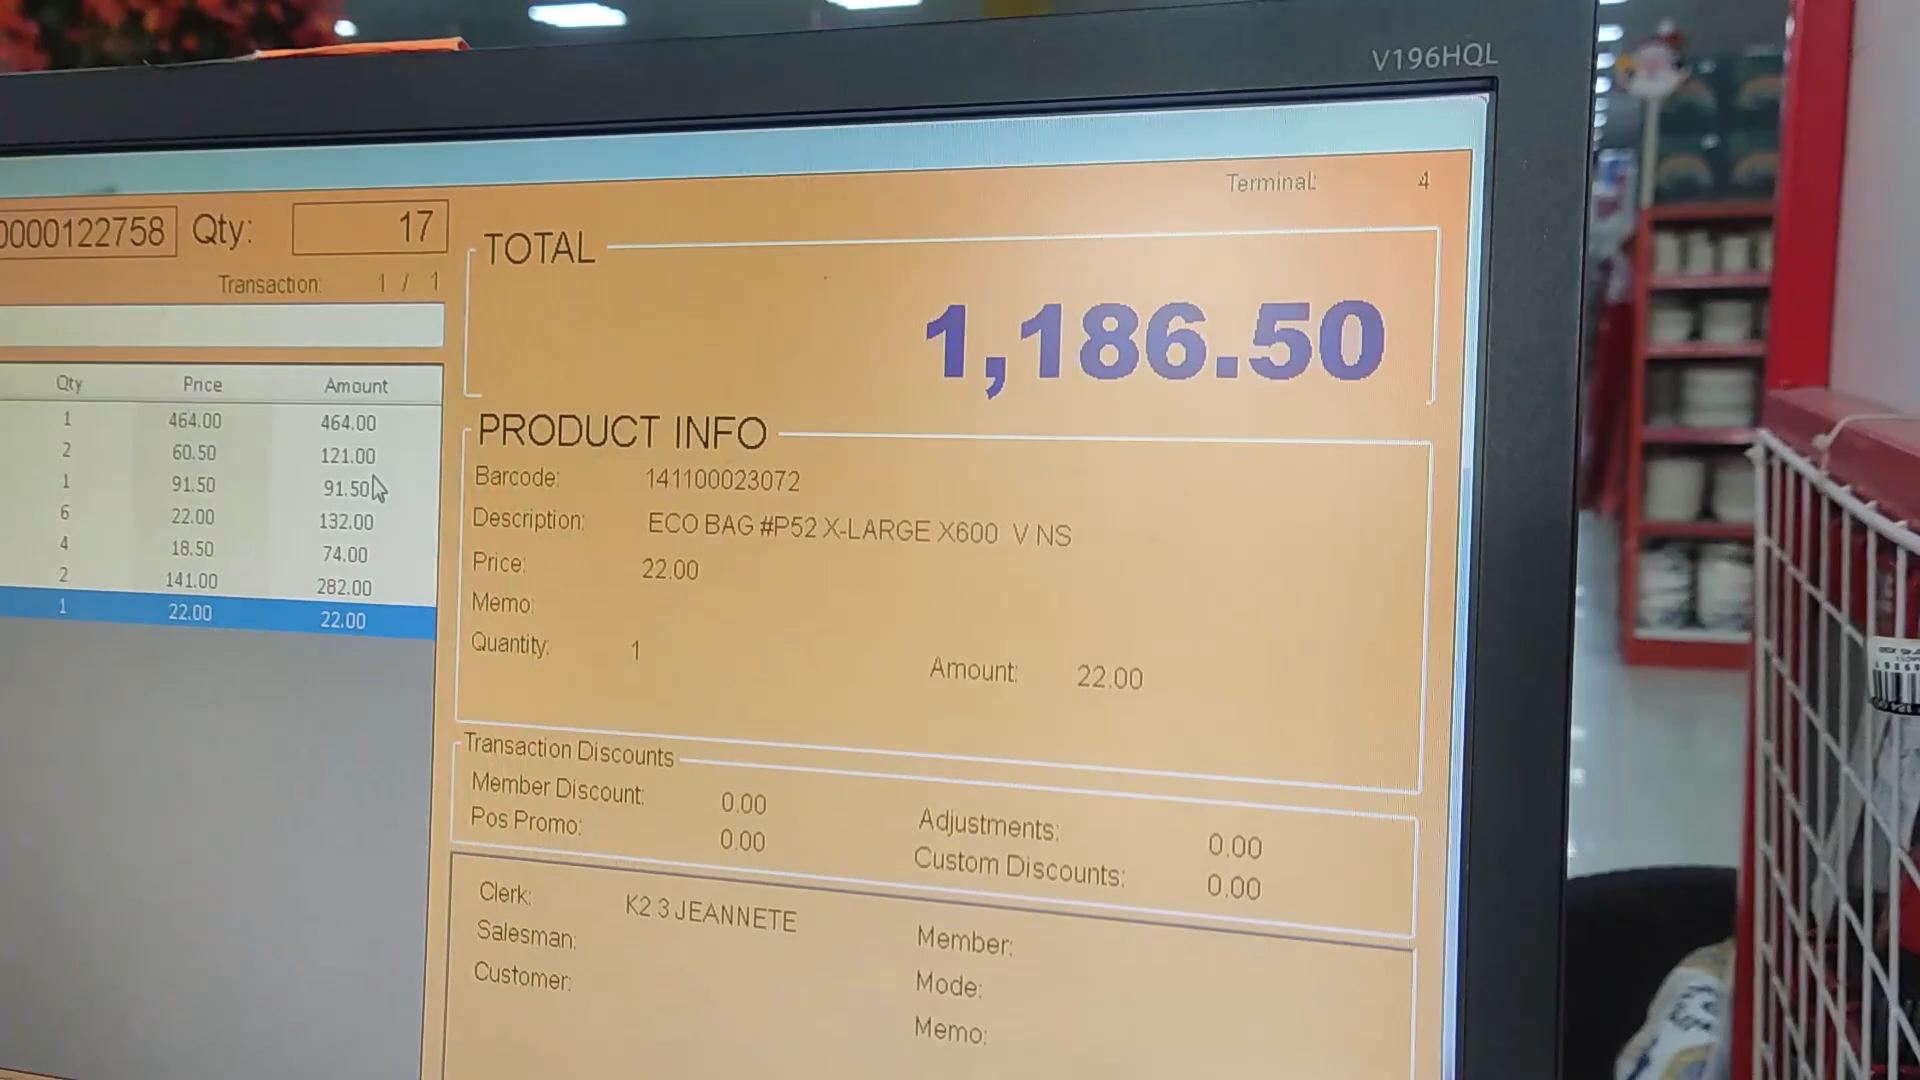 V196HQL
Terminal: 4
0000122758 Qty: 17
Transaction: 1 / 1
TOTAL
1,186.50
Qty Price Amount
1 464.00 464.00
2 60.50 121.00
1 91.50 91.50
6 22.00 132.00
4 18.50 74.00
2 141.00 282.00
1 22.00 22.00
PRODUCT INFO
Barcode: 141100023072
Description: ECO BAG #P52 X-LARGE X600 V NS
Price: 22.00
Memo:
Quantity: 1
Amount: 22.00
Transaction Discounts
Member Discount: 0.00
Adjustments: 0.00
Pos Promo: 0.00
Custom Discounts: 0.00
Clerk: K2 3 JEANNETE
Member:
Salesman:
Mode:
Customer:
Memo: